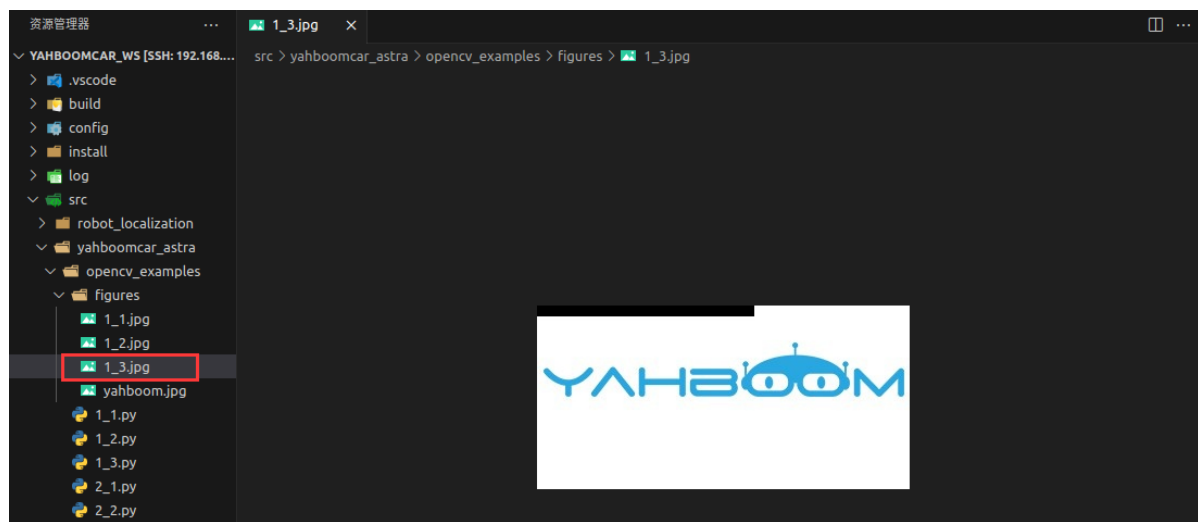 资源管理器 ···
1_3.jpg ×
···
YAHBOOMCAR_WS [SSH: 192.168....
src > yahboomcar_astra > opencv_examples > figures > 1_3.jpg
.vscode
build
config
install
log
src
robot_localization
yahboomcar_astra
opencv_examples
figures
1_1.jpg
1_2.jpg
1_3.jpg
yahboom.jpg
1_1.py
1_2.py
1_3.py
2_1.py
2_2.py
YAHBOOM